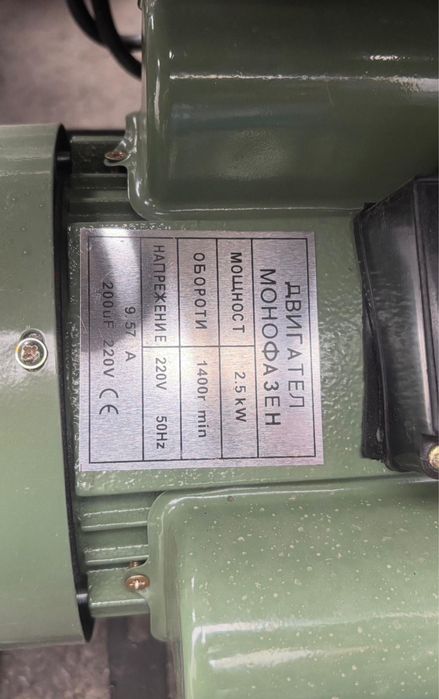 ДВИГАТЕЛ
МОНОФАЗЕН
МОЩНОСТ 2.5 kW
ОБОРОТИ 1400r min
НАПРЕЖЕНИЕ 220V 50Hz
9.57 A
200uF 220V CE